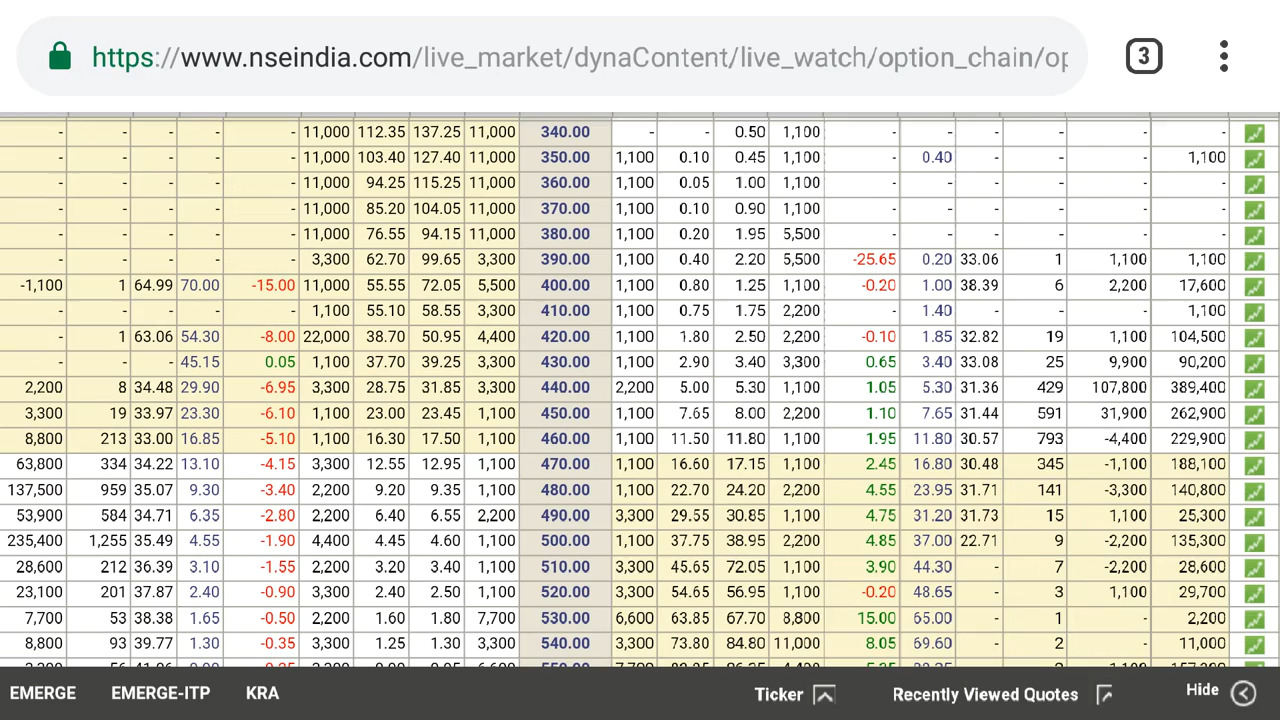 https://www.nseindia.com/live_market/dynaContent/live_watch/option_chain/op 3
- - - - - 11,000 112.35 137.25 11,000 340.00 - - 0.50 1,100 - - - - -
- - - - - 11,000 103.40 127.40 11,000 350.00 1,100 0.10 0.45 1,100 - 0.40 - - - 1,100
- - - - - 11,000 94.25 115.25 11,000 360.00 1,100 0.05 1.00 1,100 - - - - - -
- - - - - 11,000 85.20 104.05 11,000 370.00 1,100 0.10 0.90 1,100 - - - - - -
- - - - - 11,000 76.55 94.15 11,000 380.00 1,100 0.20 1.95 5,500 - - - - - -
- - - - - 3,300 62.70 99.65 3,300 390.00 1,100 0.40 2.20 5,500 -25.65 0.20 33.06 1 1,100 1,100
-1,100 1 64.99 70.00 -15.00 11,000 55.55 72.05 5,500 400.00 1,100 0.80 1.25 1,100 -0.20 1.00 38.39 6 2,200 17,600
- - - - - 1,100 55.10 58.55 3,300 410.00 1,100 0.75 1.75 2,200 - 1.40 - - - 1,100
- 1 63.06 54.30 -8.00 22,000 38.70 50.95 4,400 420.00 1,100 1.80 2.50 2,200 -0.10 1.85 32.82 19 1,100 104,500
- - - 45.15 0.05 1,100 37.70 39.25 3,300 430.00 1,100 2.90 3.40 3,300 0.65 3.40 33.08 25 9,900 90,200
2,200 8 34.48 29.90 -6.95 3,300 28.75 31.85 3,300 440.00 2,200 5.00 5.30 1,100 1.05 5.30 31.36 429 107,800 389,400
3,300 19 33.97 23.30 -6.10 1,100 23.00 23.45 1,100 450.00 1,100 7.65 8.00 2,200 1.10 7.65 31.44 591 31,900 262,900
8,800 213 33.00 16.85 -5.10 1,100 16.30 17.50 1,100 460.00 1,100 11.50 11.80 1,100 1.95 11.80 30.57 793 -4,400 229,900
63,800 334 34.22 13.10 -4.15 3,300 12.55 12.95 1,100 470.00 1,100 16.60 17.15 1,100 2.45 16.80 30.48 345 -1,100 188,100
137,500 959 35.07 9.30 -3.40 2,200 9.20 9.35 1,100 480.00 1,100 22.70 24.20 2,200 4.55 23.95 31.71 141 -3,300 140,800
53,900 584 34.71 6.35 -2.80 2,200 6.40 6.55 2,200 490.00 3,300 29.55 30.85 1,100 4.75 31.20 31.73 15 1,100 25,300
235,400 1,255 35.49 4.55 -1.90 4,400 4.45 4.60 1,100 500.00 1,100 37.75 38.95 2,200 4.85 37.00 22.71 9 -2,200 135,300
28,600 212 36.39 3.10 -1.55 2,200 3.20 3.40 1,100 510.00 3,300 45.65 72.05 1,100 3.90 44.30 - 7 -2,200 28,600
23,100 201 37.87 2.40 -0.90 3,300 2.40 2.50 1,100 520.00 3,300 54.65 56.95 1,100 -0.20 48.65 - 3 1,100 29,700
7,700 53 38.38 1.65 -0.50 2,200 1.60 1.80 7,700 530.00 6,600 63.85 67.70 8,800 15.00 65.00 - 1 - 2,200
8,800 93 39.77 1.30 -0.35 3,300 1.25 1.30 3,300 540.00 3,300 73.80 84.80 11,000 8.05 69.60 - 2 - 11,000
EMERGE EMERGE-ITP KRA Ticker Recently Viewed Quotes Hide